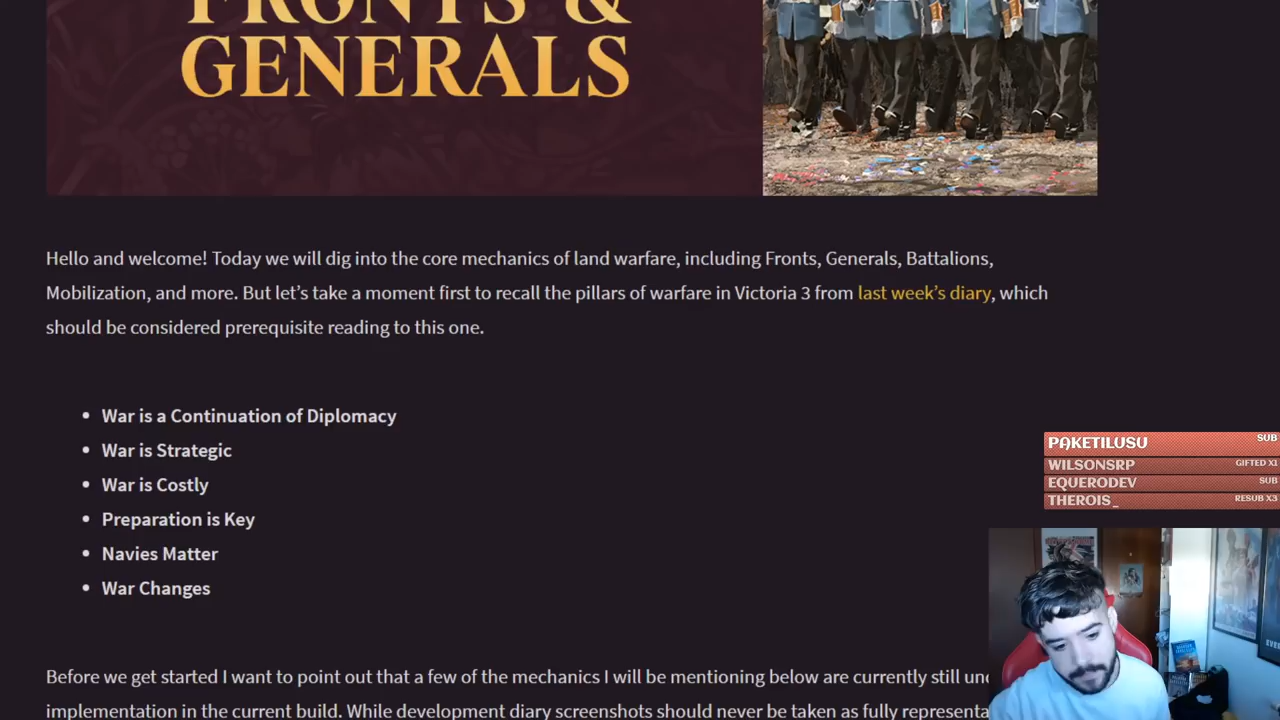 FRONTS &
GENERALS
Hello and welcome! Today we will dig into the core mechanics of land warfare, including Fronts, Generals, Battalions,
Mobilization, and more. But let’s take a moment first to recall the pillars of warfare in Victoria 3 from last week’s diary, which
should be considered prerequisite reading to this one.
• War is a Continuation of Diplomacy
• War is Strategic
• War is Costly
• Preparation is Key
• Navies Matter
• War Changes
PAKETILUSU SUB
WILSONSRP GIFTED X1
EQUERODEV SUB
THEROIS_ RESUB X3
Before we get started I want to point out that a few of the mechanics I will be mentioning below are currently still
implementation in the current build. While development diary screenshots should never be taken as fully